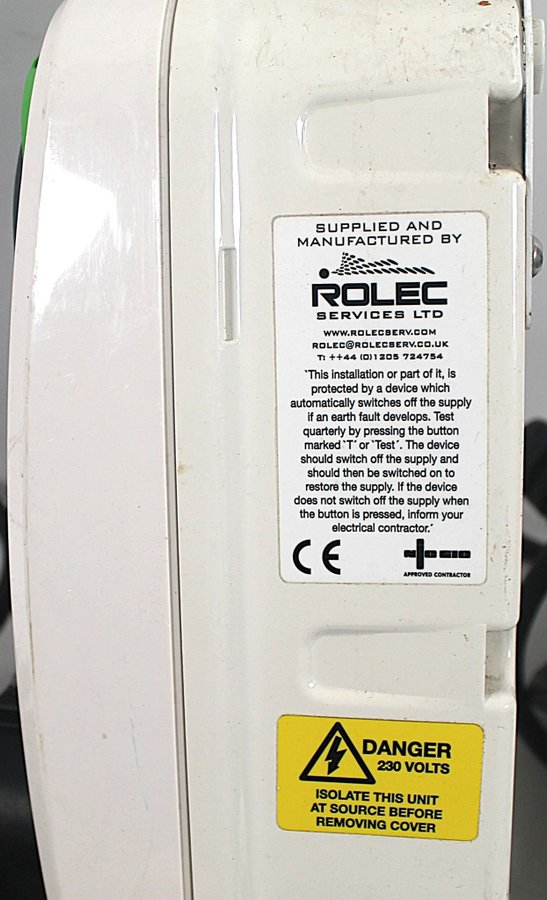 SUPPLIED AND
MANUFACTURED BY
ROLEC
SERVICES LTD
WWW.ROLECSERV.COM
ROLEC@ROLECSERV.CO.UK
T: ++44 (0)1205 724754
`This installation or part of it, is
protected by a device which
automatically switches off the supply
if an earth fault develops. Test
quarterly by pressing the button
marked `T´ or `Test´. The device
should switch off the supply and
should then be switched on to
restore the supply. If the device
does not switch off the supply when
the button is pressed, inform your
electrical contractor.´
CE
NICEIC
APPROVED CONTRACTOR
DANGER
230 VOLTS
ISOLATE THIS UNIT
AT SOURCE BEFORE
REMOVING COVER